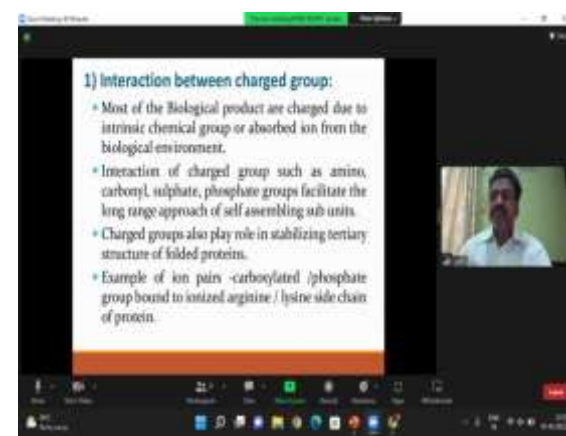 1) Interaction between charged group:
• Most of the Biological product are charged due to
intrinsic chemical group or absorbed ion from the
biological environment.
• Interaction of charged group such as amino,
carbonyl, sulphate, phosphate groups facilitate the
long range approach of self assembling sub units.
• Charged groups also play role in stabilizing tertiary
structure of folded proteins.
• Example of ion pairs -carboxylated /phosphate
group bound to ionized arginine / lysine side chain
of protein.